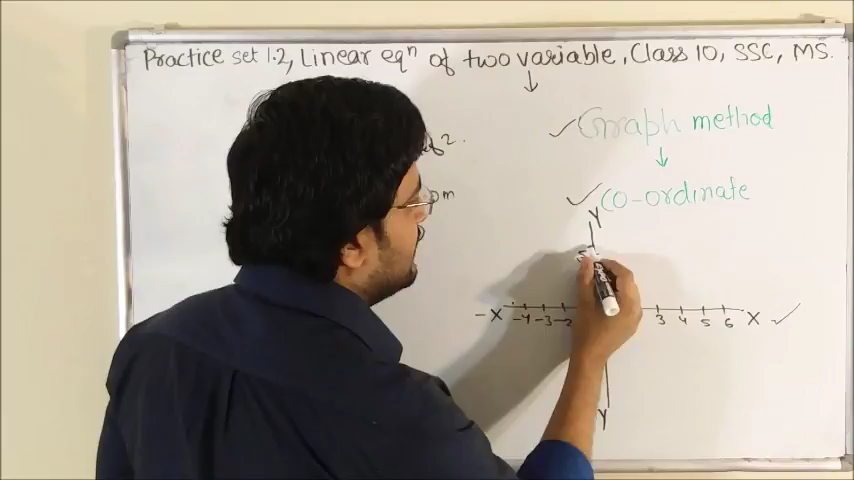 Practice set 1.2, Linear eqn of two variable, Class 10, SSC, MS.
Graph method
Co-ordinate
Y
-X -4 -3 -2 3 4 5 6 X
Y